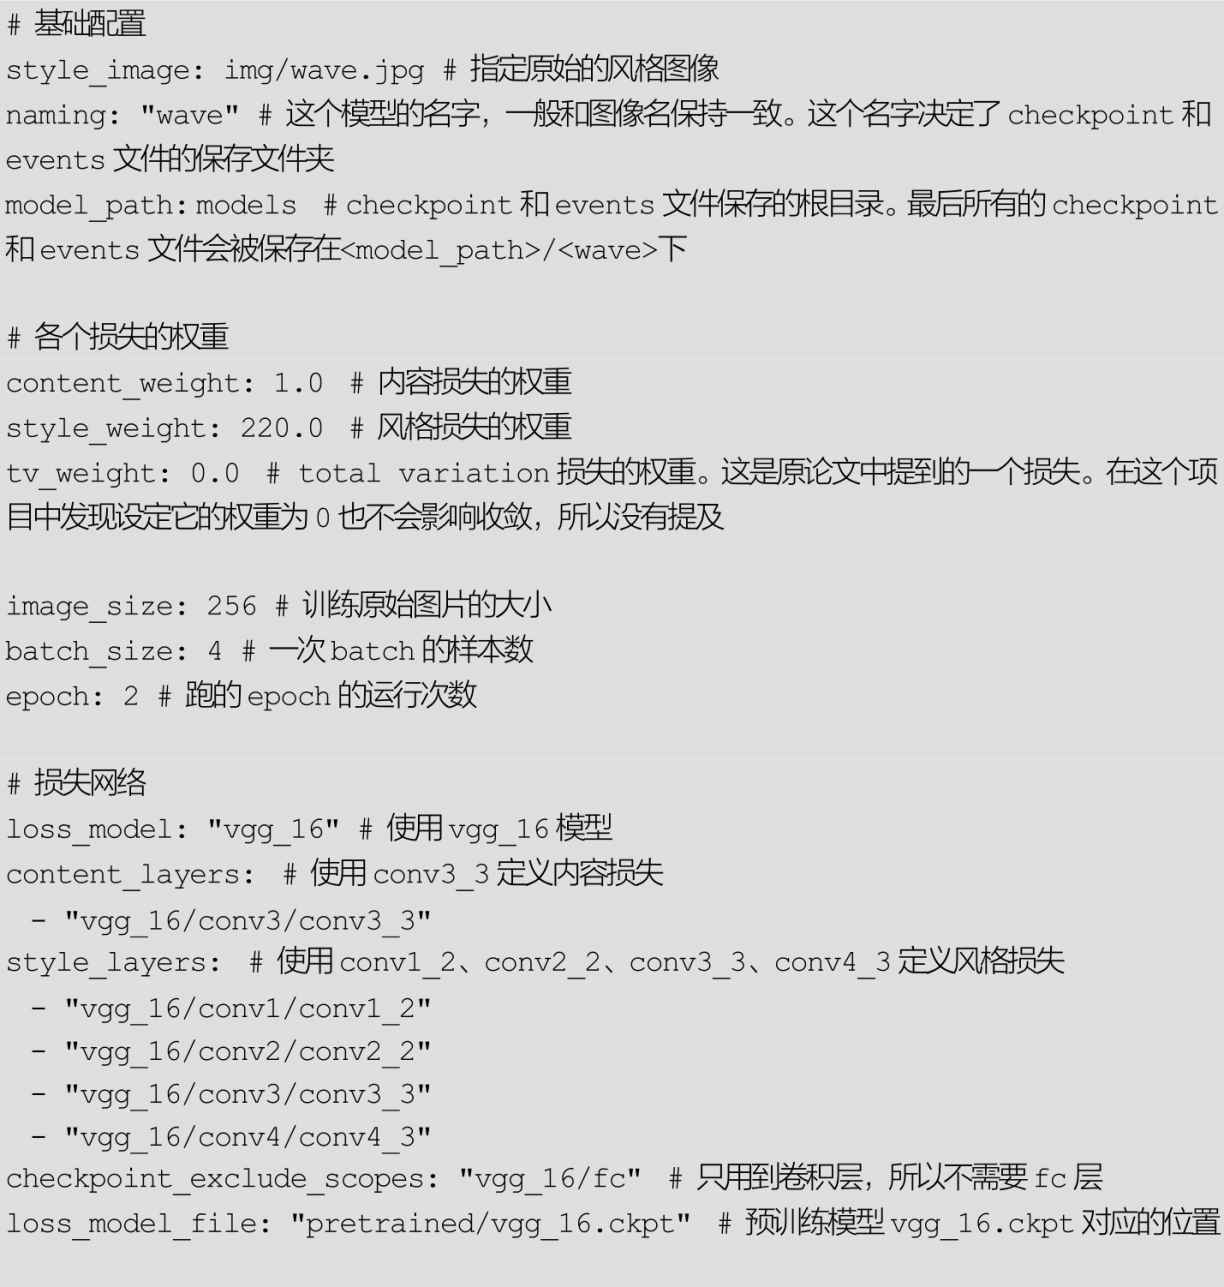 # 基础配置
style_image: img/wave.jpg # 指定原始的风格图像
naming: "wave" # 这个模型的名字，一般和图像名保持一致。这个名字决定了 checkpoint 和
events 文件的保存文件夹
model_path: models # checkpoint 和 events 文件保存的根目录。最后所有的 checkpoint
和 events 文件会被保存在<model_path>/<wave>下
# 各个损失的权重
content_weight: 1.0 # 内容损失的权重
style_weight: 220.0 # 风格损失的权重
tv_weight: 0.0 # total variation 损失的权重。这是原论文中提到的一个损失。在这个项
目中发现设定它的权重为 0 也不会影响收敛，所以没有提及
image_size: 256 # 训练原始图片的大小
batch_size: 4 # 一次 batch 的样本数
epoch: 2 # 跑的 epoch 的运行次数
# 损失网络
loss_model: "vgg_16" # 使用 vgg_16 模型
content_layers: # 使用 conv3_3 定义内容损失
- "vgg_16/conv3/conv3_3"
style_layers: # 使用 conv1_2、conv2_2、conv3_3、conv4_3 定义风格损失
- "vgg_16/conv1/conv1_2"
- "vgg_16/conv2/conv2_2"
- "vgg_16/conv3/conv3_3"
- "vgg_16/conv4/conv4_3"
checkpoint_exclude_scopes: "vgg_16/fc" # 只用到卷积层，所以不需要 fc 层
loss_model_file: "pretrained/vgg_16.ckpt" # 预训练模型 vgg_16.ckpt 对应的位置